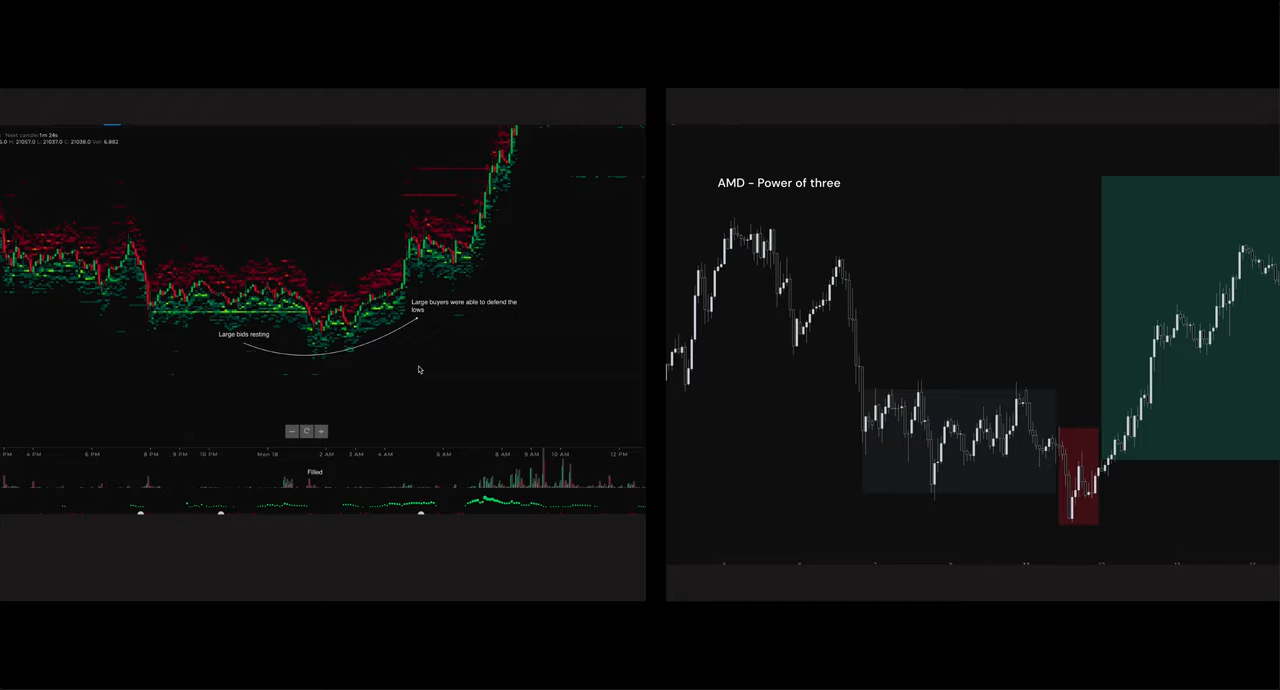 Next candle:1m 24s
H: 21057.0 L: 21037.0 C: 21038.0 Vol: 6.882
Large buyers were able to defend the
lows
Large bids resting
PM 4 PM 6 PM 8 PM 9 PM 10 PM Mon 18 2 AM 3 AM 4 AM 6 AM 8 AM 9 AM 10 AM 12 PM
Filled
AMD - Power of three